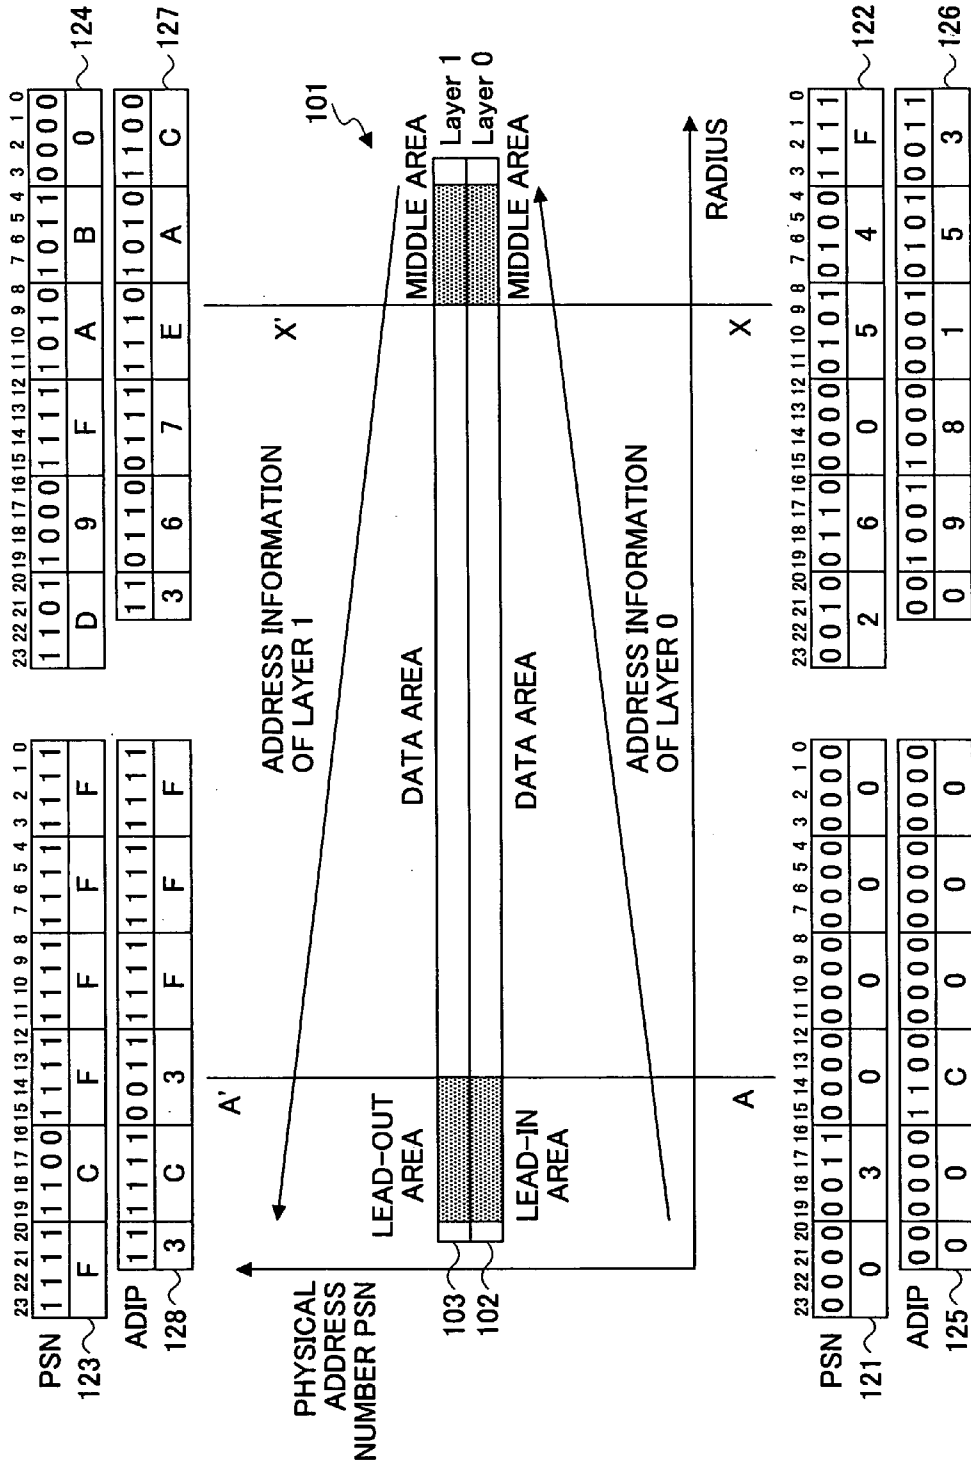 23 22 21 20 19 18 17 16 15 14 13 12 11 10 9 8 7 6 5 4 3 2 1 0
PSN 1 1 1 1 1 1 0 0 1 1 1 1 1 1 1 1 1 1 1 1 1 1 1 1
123 F C F F F F
ADIP 1 1 1 1 1 1 0 0 1 1 1 1 1 1 1 1 1 1 1 1 1 1
128 3 C 3 F F F
23 22 21 20 19 18 17 16 15 14 13 12 11 10 9 8 7 6 5 4 3 2 1 0
1 1 0 1 1 0 0 1 1 1 1 1 1 0 1 0 1 0 1 1 0 0 0 0
D 9 F A B 0 124
1 1 0 1 1 0 0 1 1 1 1 1 1 0 1 0 1 0 1 1 0 0
3 6 7 E A C 127
A'
X'
101
ADDRESS INFORMATION
OF LAYER 1
PHYSICAL
ADDRESS
NUMBER PSN
LEAD-OUT
AREA
DATA AREA
MIDDLE AREA
103
Layer 1
102
Layer 0
LEAD-IN
AREA
DATA AREA
MIDDLE AREA
ADDRESS INFORMATION
OF LAYER 0
RADIUS
A
X
23 22 21 20 19 18 17 16 15 14 13 12 11 10 9 8 7 6 5 4 3 2 1 0
PSN 0 0 0 0 0 0 1 1 0 0 0 0 0 0 0 0 0 0 0 0 0 0 0 0
121 0 3 0 0 0 0
ADIP 0 0 0 0 0 0 1 1 0 0 0 0 0 0 0 0 0 0 0 0 0 0
125 0 0 C 0 0 0
23 22 21 20 19 18 17 16 15 14 13 12 11 10 9 8 7 6 5 4 3 2 1 0
0 0 1 0 0 1 1 0 0 0 0 0 0 1 0 1 0 1 0 0 1 1 1 1
2 6 0 5 4 F 122
0 0 1 0 0 1 1 0 0 0 0 0 0 1 0 1 0 1 0 0 1 1
0 9 8 1 5 3 126